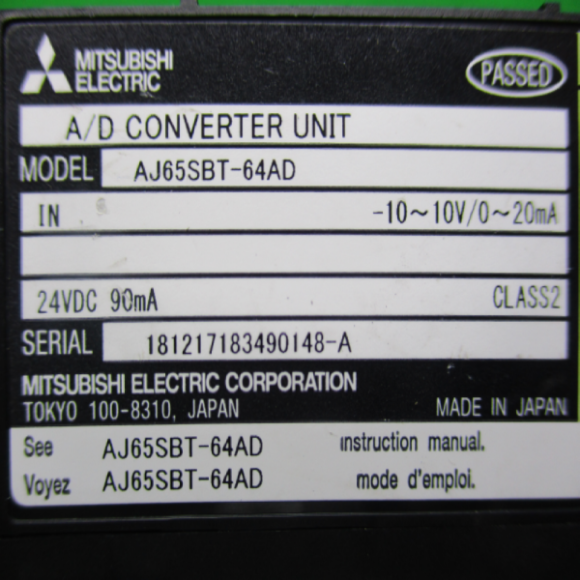 MITSUBISHI
ELECTRIC
PASSED
A/D CONVERTER UNIT
MODEL AJ65SBT-64AD
IN -10~10V/0~20mA
24VDC 90mA CLASS2
SERIAL 181217183490148-A
MITSUBISHI ELECTRIC CORPORATION
TOKYO 100-8310, JAPAN MADE IN JAPAN
See AJ65SBT-64AD instruction manual.
Voyez AJ65SBT-64AD mode d'emploi.